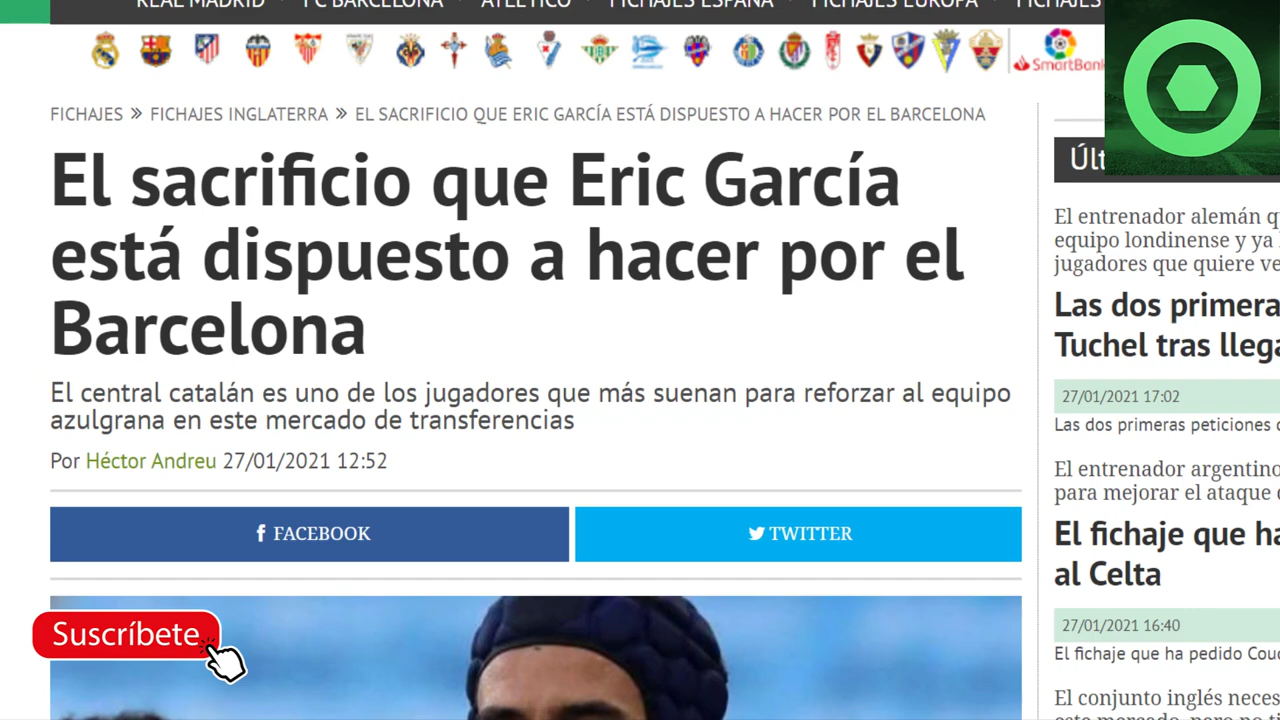 REAL MADRID FC BARCELONA ATLÉTICO FICHAJES ESPAÑA FICHAJES EUROPA FICHAJES
SmartBank
FICHAJES » FICHAJES INGLATERRA » EL SACRIFICIO QUE ERIC GARCÍA ESTÁ DISPUESTO A HACER POR EL BARCELONA
El sacrificio que Eric García
está dispuesto a hacer por el
Barcelona
El central catalán es uno de los jugadores que más suenan para reforzar al equipo
azulgrana en este mercado de transferencias
Por Héctor Andreu 27/01/2021 12:52
FACEBOOK
TWITTER
Suscríbete
El entrenador alemán
equipo londinense y ya
jugadores que quiere
Las dos primeras
Tuchel tras
27/01/2021 17:02
Las dos primeras peticiones
El entrenador argentino
para mejorar el ataque
El fichaje que
al Celta
27/01/2021 16:40
El fichaje que ha pedido
El conjunto inglés